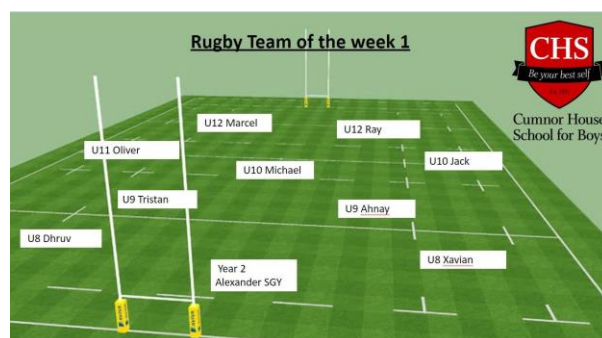 Rugby Team of the week 1
CHS
Be your best self
Cumnor House
School for Boys
U12 Marcel
U12 Ray
U11 Oliver
U10 Michael
U10 Jack
U9 Tristan
U9 Ahnay
U8 Dhruv
U8 Xavian
Year 2
Alexander SGY